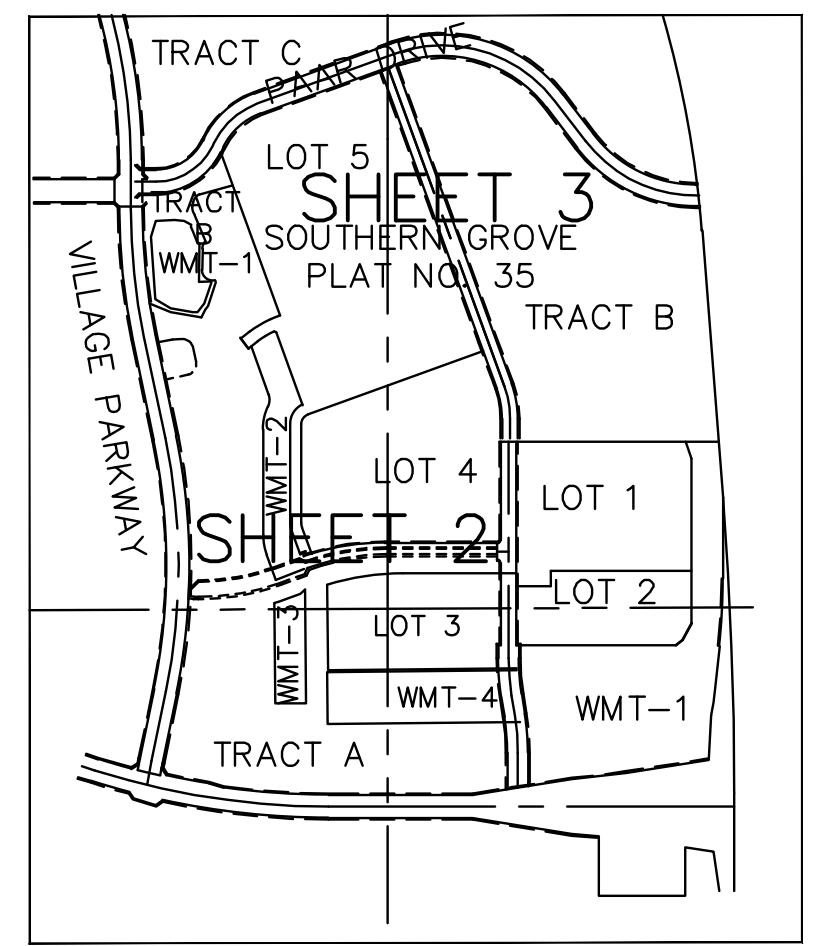 TRACT C
PAAR DRIVE
LOT 5
SHEET 3
TRACT
B
SOUTHERN GROVE
PLAT NO. 35
WMT-1
TRACT B
VILLAGE PARKWAY
WMT-2
LOT 4
LOT 1
SHEET 2
LOT 2
LOT 3
WMT-3
WMT-4
WMT-1
TRACT A